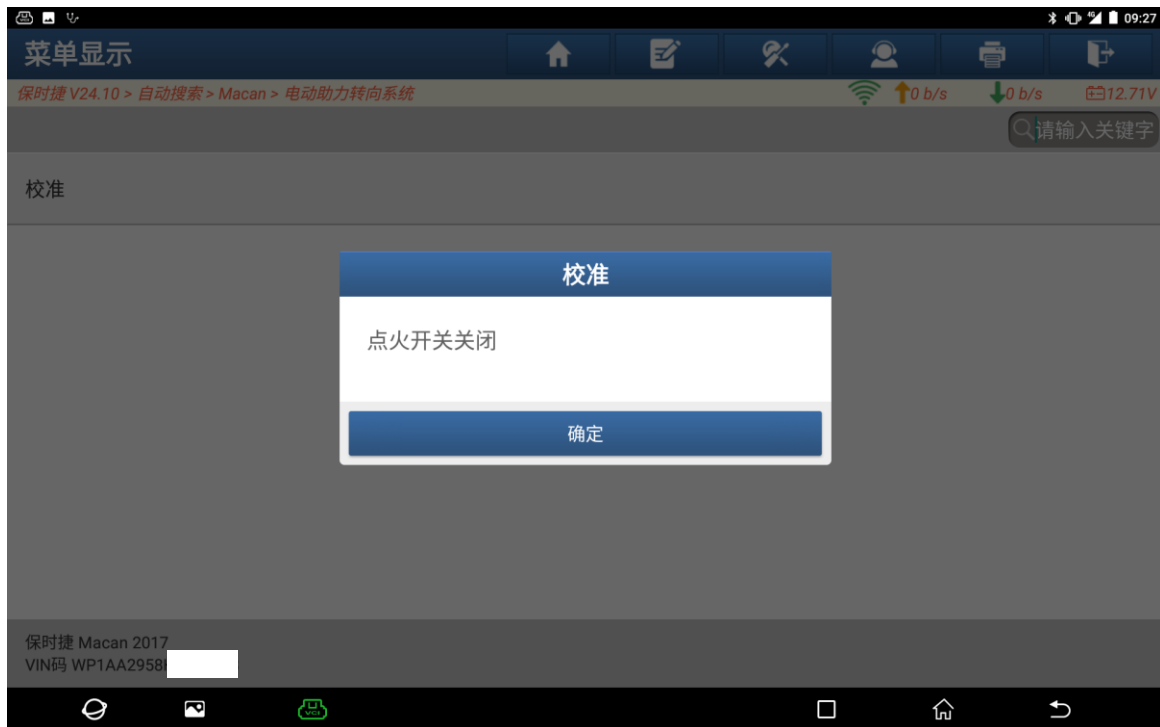 09:27
菜单显示
保时捷 V24.10 > 自动搜索 > Macan > 电动助力转向系统
0 b/s
0 b/s
12.71V
请输入关键字
校准
校准
点火开关关闭
确定
保时捷 Macan 2017
VIN码 WP1AA2958
VCI